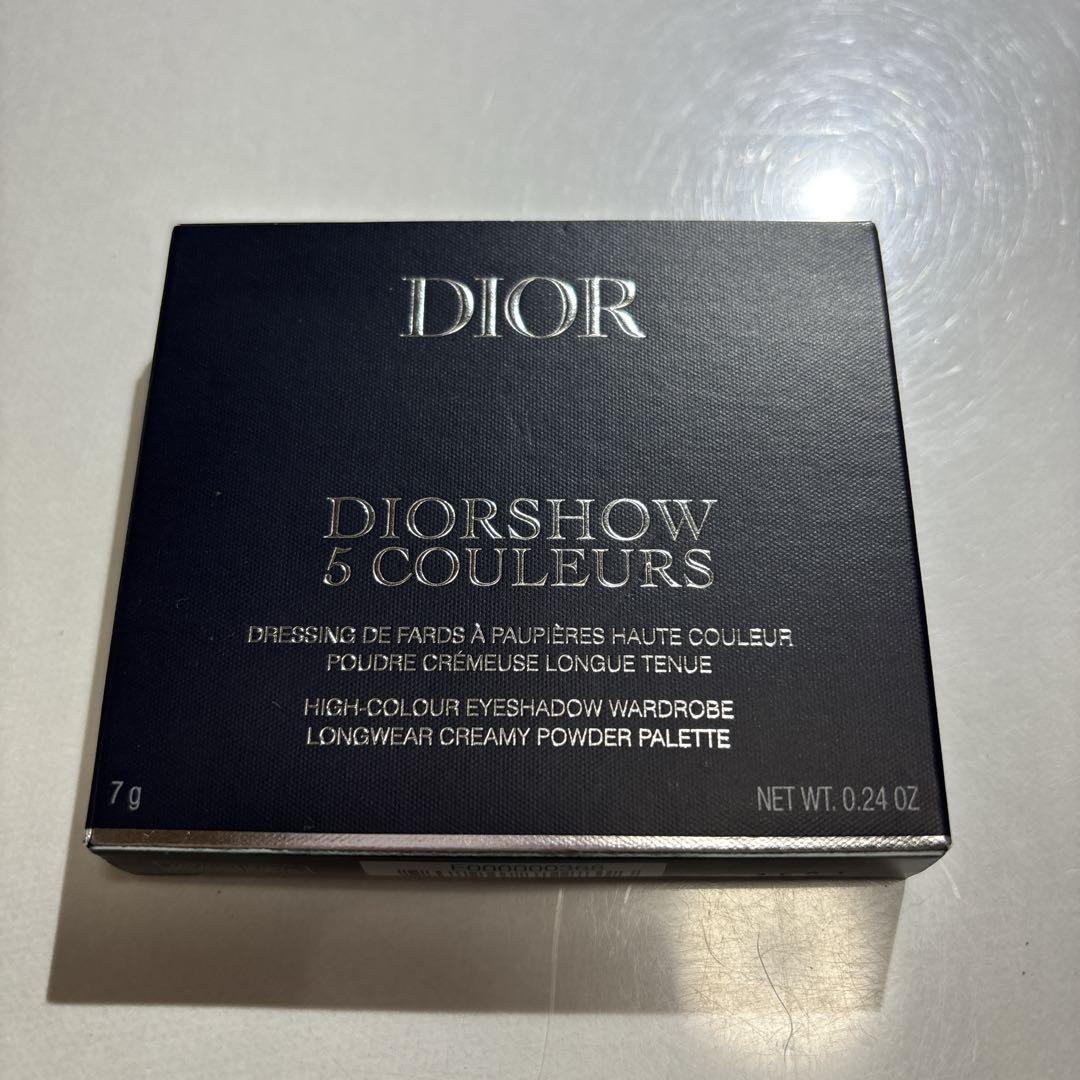 DIOR
DIORSHOW
5 COULEURS
DRESSING DE FARDS À PAUPIÈRES HAUTE COULEUR
POUDRE CRÉMEUSE LONGUE TENUE
HIGH-COLOUR EYESHADOW WARDROBE
LONGWEAR CREAMY POWDER PALETTE
7 g
NET WT. 0.24 OZ